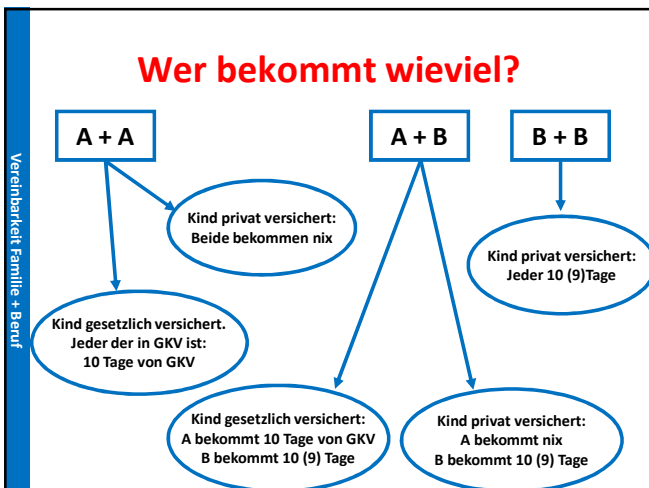 Wer bekommt wieviel?
Vereinbarkeit Familie + Beruf
A + A
A + B
B + B
Kind privat versichert:
Beide bekommen nix
Kind privat versichert:
Jeder 10 (9)Tage
Kind gesetzlich versichert.
Jeder der in GKV ist:
10 Tage von GKV
Kind gesetzlich versichert:
A bekommt 10 Tage von GKV
B bekommt 10 (9) Tage
Kind privat versichert:
A bekommt nix
B bekommt 10 (9) Tage